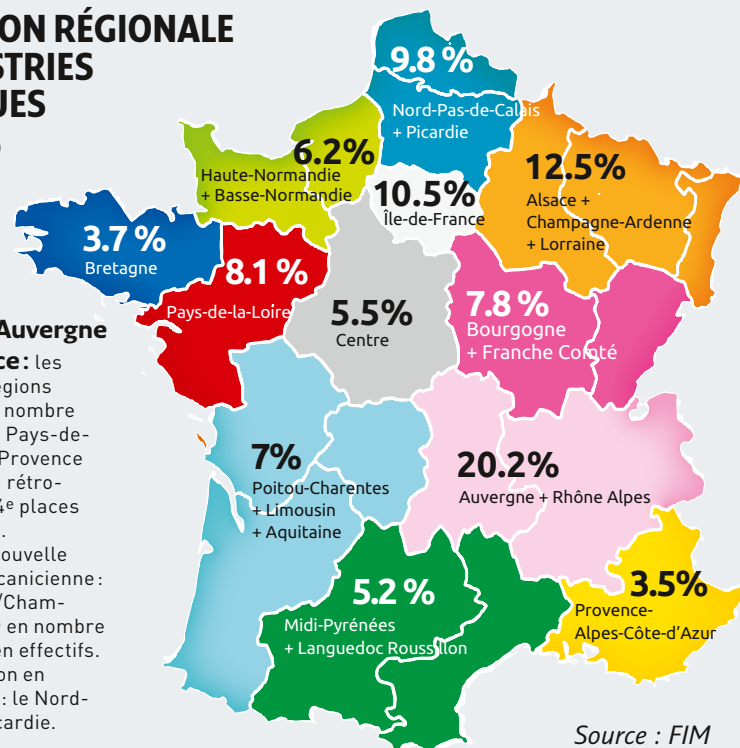 ON RÉGIONALE
STRIES
UES
9.8 %
Nord-Pas-de-Calais
+ Picardie
6.2%
Haute-Normandie
+ Basse-Normandie
10.5%
Île-de-France
12.5%
Alsace +
Champagne-Ardenne
+ Lorraine
3.7 %
Bretagne
8.1 %
Pays-de-la-Loire
5.5%
Centre
7.8 %
Bourgogne
+ Franche Comté
7%
Poitou-Charentes
+ Limousin
+ Aquitaine
20.2%
Auvergne + Rhône Alpes
5.2 %
Midi-Pyrénées
+ Languedoc Roussillon
3.5%
Provence-
Alpes-Côte-d'Azur
Auvergne
ce : les
égions
nombre
Pays-de-
Provence
rétro-
4e places
.
ouvelle
canicienne :
/Cham-
en nombre
en effectifs.
on en
: le Nord-
cardie.
Source : FIM